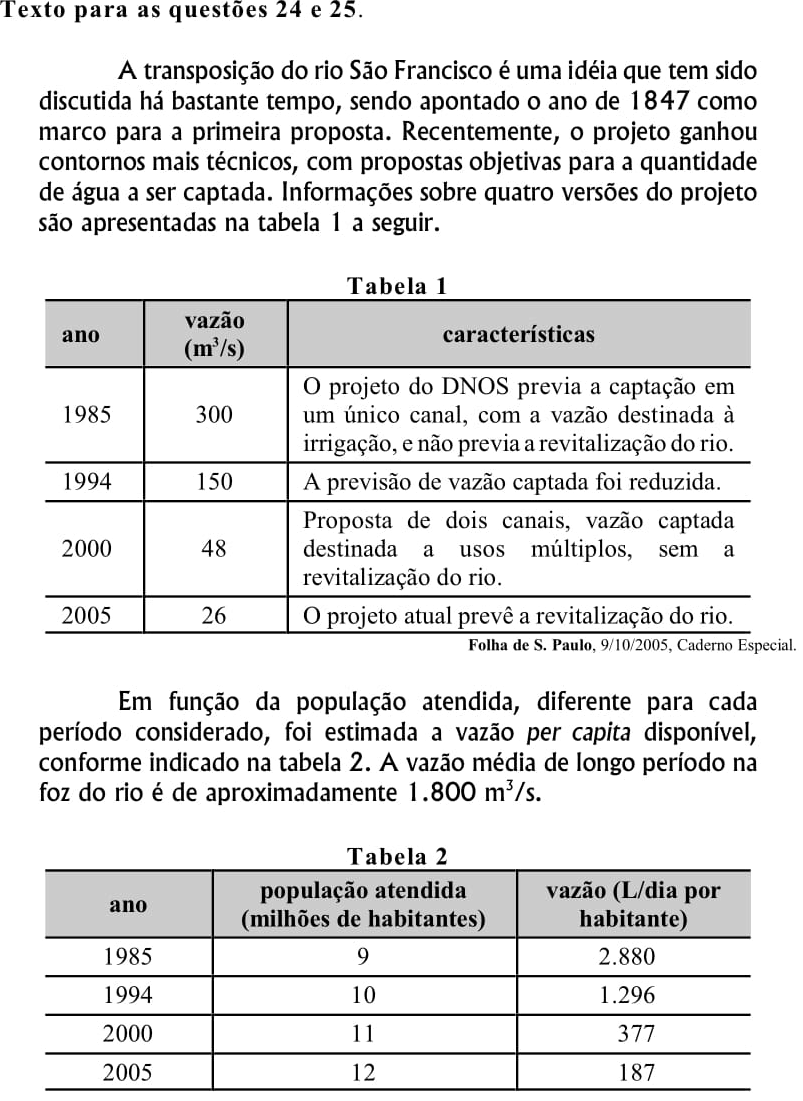 Texto para as questões 24 e 25.
A transposição do rio São Francisco é uma idéia que tem sido
discutida há bastante tempo, sendo apontado o ano de 1847 como
marco para a primeira proposta. Recentemente, o projeto ganhou
contornos mais técnicos, com propostas objetivas para a quantidade
de água a ser captada. Informações sobre quatro versões do projeto
são apresentadas na tabela 1 a seguir.
Tabela 1
ano vazão (m³/s) características
1985 300 O projeto do DNOS previa a captação em
um único canal, com a vazão destinada à
irrigação, e não previa a revitalização do rio.
1994 150 A previsão de vazão captada foi reduzida.
2000 48 Proposta de dois canais, vazão captada
destinada a usos múltiplos, sem a
revitalização do rio.
2005 26 O projeto atual prevê a revitalização do rio.
Folha de S. Paulo, 9/10/2005, Caderno Especial.
Em função da população atendida, diferente para cada
período considerado, foi estimada a vazão per capita disponível,
conforme indicado na tabela 2. A vazão média de longo período na
foz do rio é de aproximadamente 1.800 m³/s.
Tabela 2
ano população atendida (milhões de habitantes) vazão (L/dia por habitante)
1985 9 2.880
1994 10 1.296
2000 11 377
2005 12 187